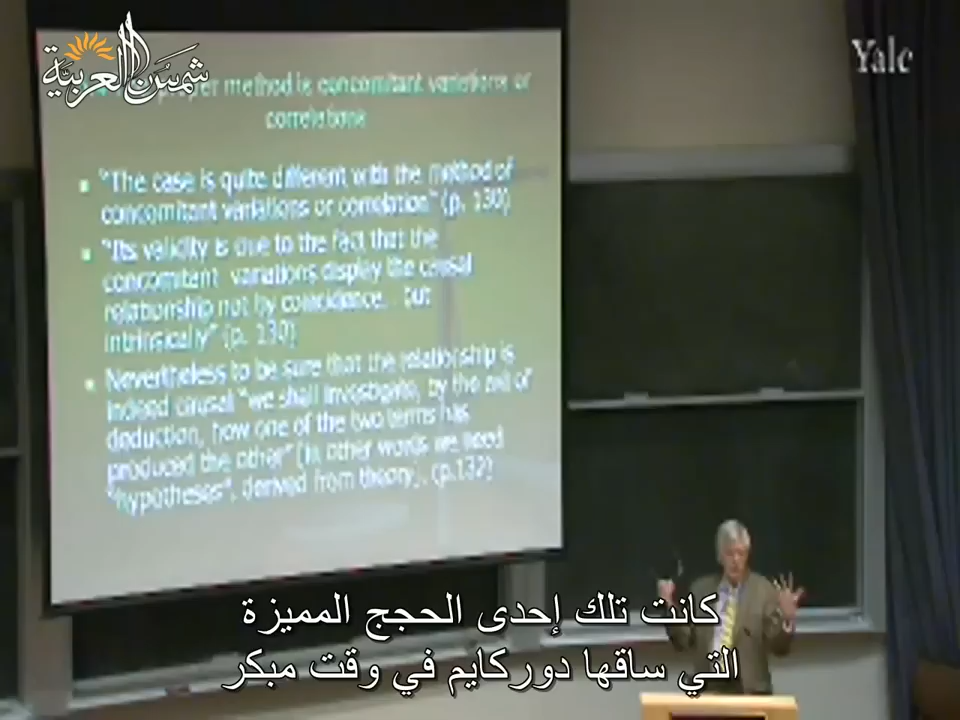 شمس العربية
Yale
proper method is concomitant variations or
correlations
"The case is quite different with the method of
concomitant variations or correlation" (p. 130)
"Its validity is due to the fact that the
concomitant variations display the causal
relationship not by coincidence.. but
intrinsically" (p. 130)
Nevertheless to be sure that the relationship is
indeed causal "we shall investigate, by the aid of
deduction, how one of the two terms has
produced the other" (in other words we need
"hypotheses", derived from theory). (p.132)
كانت تلك إحدى الحجج المميزة
التي ساقها دوركايم في وقت مبكر